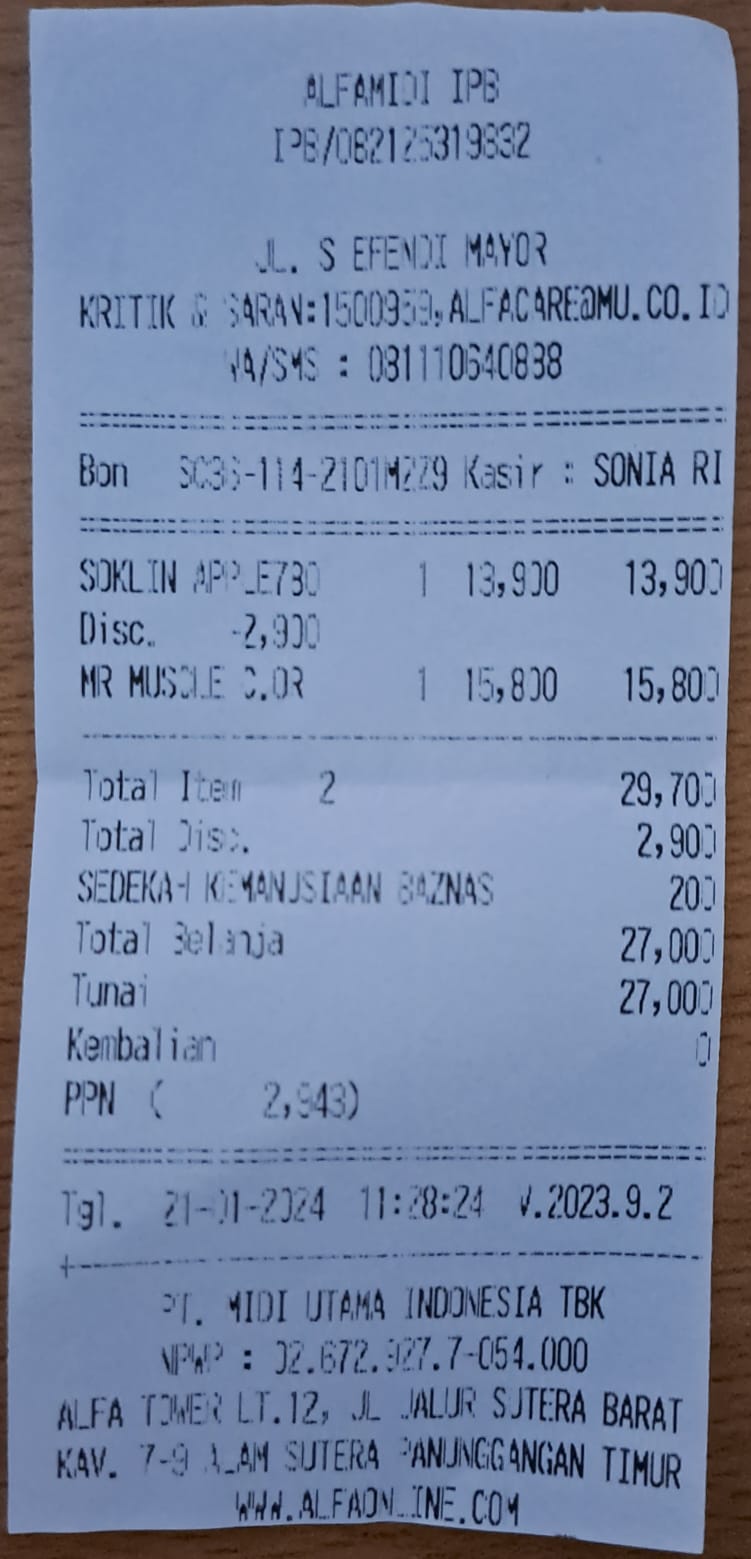 ALFAMIDI IPB
IPB/082125319832
JL. S EFENDI MAYOR
KRITIK & SARAN:1500959,ALFACARE@MU.CO.ID
WA/SMS : 081110640888
Bon SC36-114-2101M2Z9 Kasir : SONIA RI
SOKLIN APPLE780 1 13,900 13,900
Disc. -2,900
MR MUSCLE C.OR 1 15,800 15,800
Total Item 2 29,700
Total Disc. 2,900
SEDEKAH KEMANUSIAAN BAZNAS 200
Total Belanja 27,000
Tunai 27,000
Kembalian 0
PPN ( 2,943)
Tgl. 21-01-2024 11:28:24 V.2023.9.2
PT. MIDI UTAMA INDONESIA TBK
NPWP : 02.672.927.7-054.000
ALFA TOWER LT.12, JL JALUR SUTERA BARAT
KAV. 7-9 ALAM SUTERA PANUNGGANGAN TIMUR
WWW.ALFAONLINE.COM